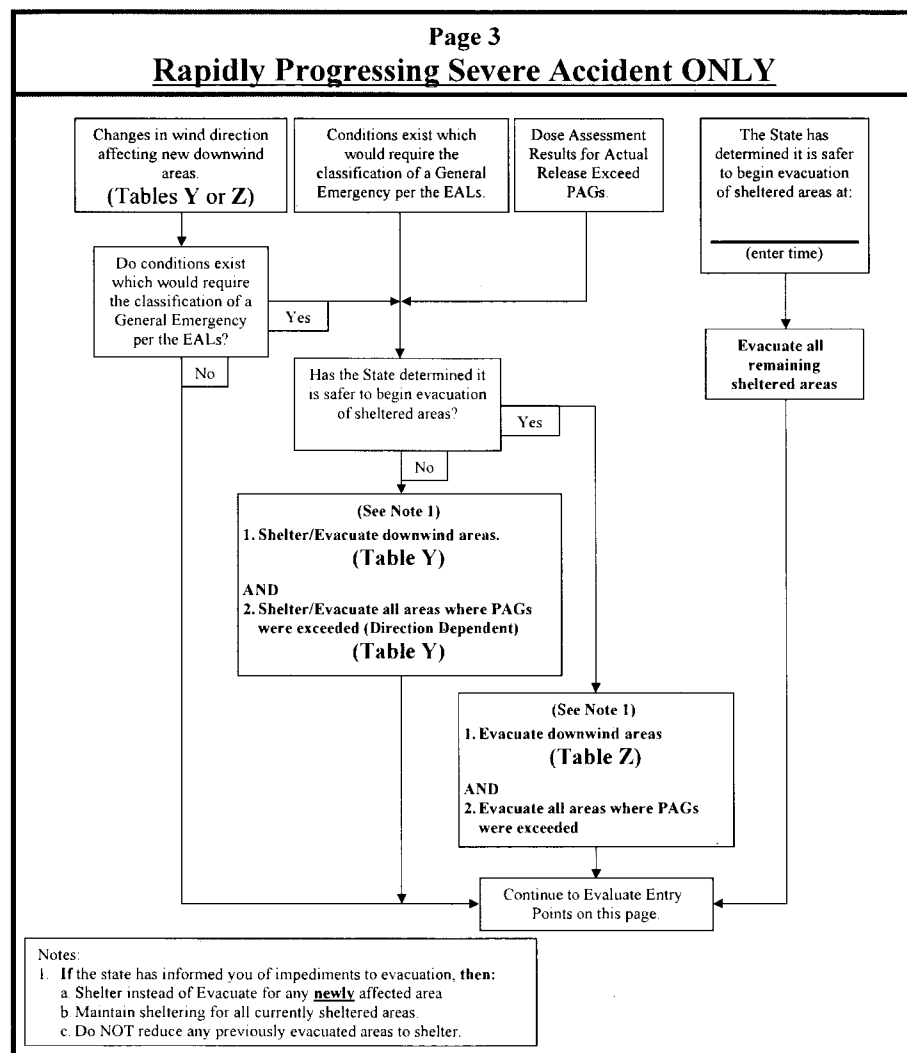 Page 3
Rapidly Progressing Severe Accident ONLY
Changes in wind direction
affecting new downwind
areas.
(Tables Y or Z)
Conditions exist which
would require the
classification of a General
Emergency per the EALs.
Dose Assessment
Results for Actual
Release Exceed
PAGs.
The State has
determined it is safer
to begin evacuation
of sheltered areas at:
(enter time)
Do conditions exist
which would require
the classification of a
General Emergency
per the EALs?
Yes
No
Evacuate all
remaining
sheltered areas
Has the State determined it
is safer to begin evacuation
of sheltered areas?
Yes
No
(See Note 1)
1. Shelter/Evacuate downwind areas.
(Table Y)
AND
2. Shelter/Evacuate all areas where PAGs
were exceeded (Direction Dependent)
(Table Y)
(See Note 1)
1. Evacuate downwind areas
(Table Z)
AND
2. Evacuate all areas where PAGs
were exceeded
Continue to Evaluate Entry
Points on this page.
Notes:
1. If the state has informed you of impediments to evacuation, then:
a. Shelter instead of Evacuate for any newly affected area
b. Maintain sheltering for all currently sheltered areas.
c. Do NOT reduce any previously evacuated areas to shelter.